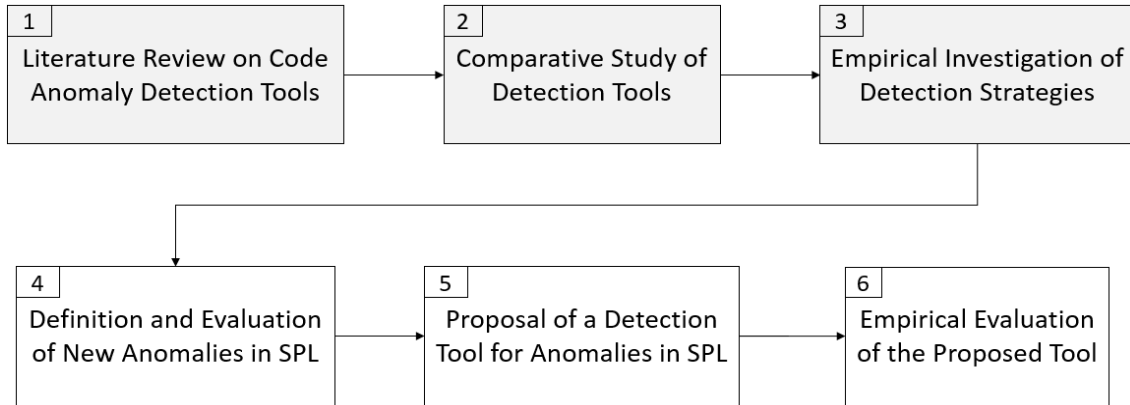 1
Literature Review on Code
Anomaly Detection Tools
2
Comparative Study of
Detection Tools
3
Empirical Investigation of
Detection Strategies
4
Definition and Evaluation
of New Anomalies in SPL
5
Proposal of a Detection
Tool for Anomalies in SPL
6
Empirical Evaluation
of the Proposed Tool